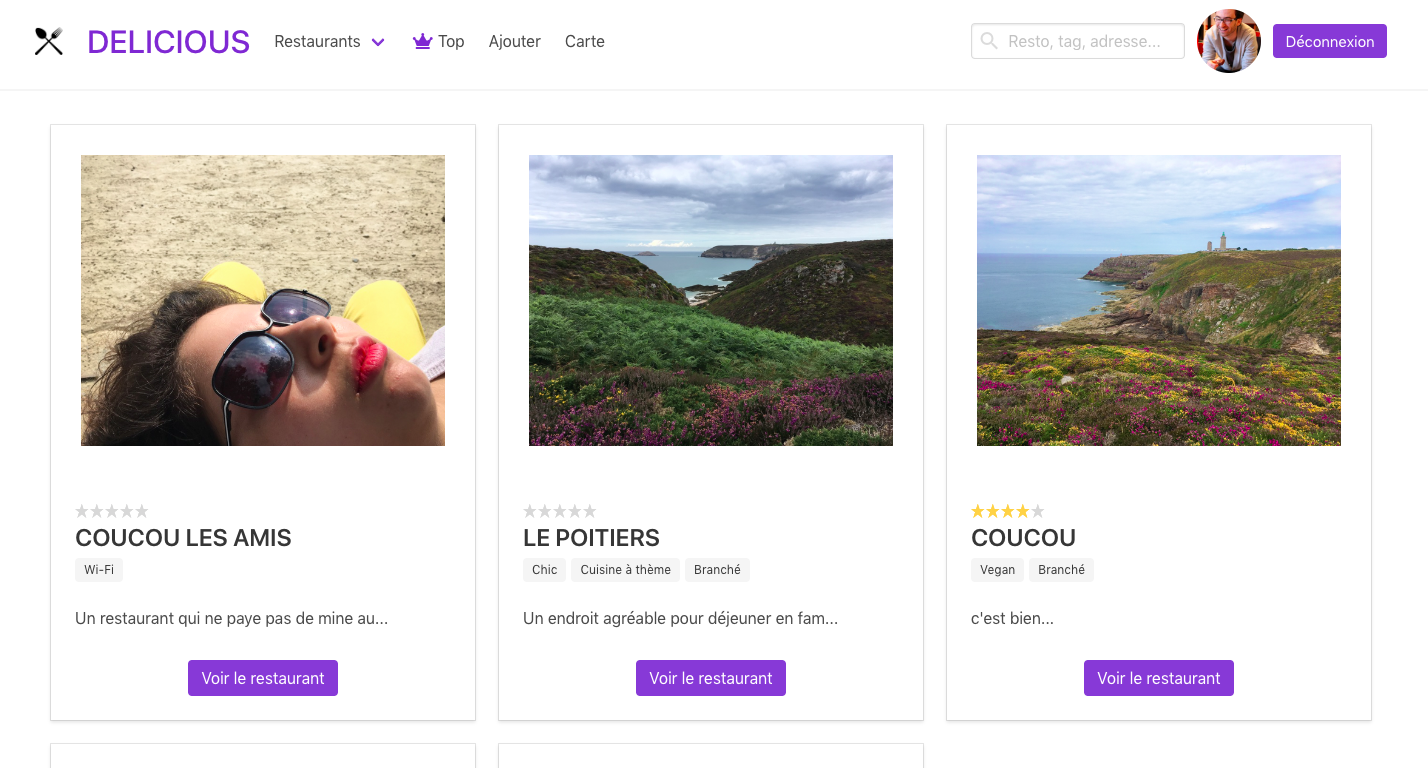 DELICIOUS
Restaurants
Top
Ajouter
Carte
Resto, tag, adresse...
Déconnexion
COUCOU LES AMIS
Wi-Fi
Un restaurant qui ne paye pas de mine au...
Voir le restaurant
LE POITIERS
Chic
Cuisine à thème
Branché
Un endroit agréable pour déjeuner en fam...
Voir le restaurant
COUCOU
Vegan
Branché
c'est bien...
Voir le restaurant